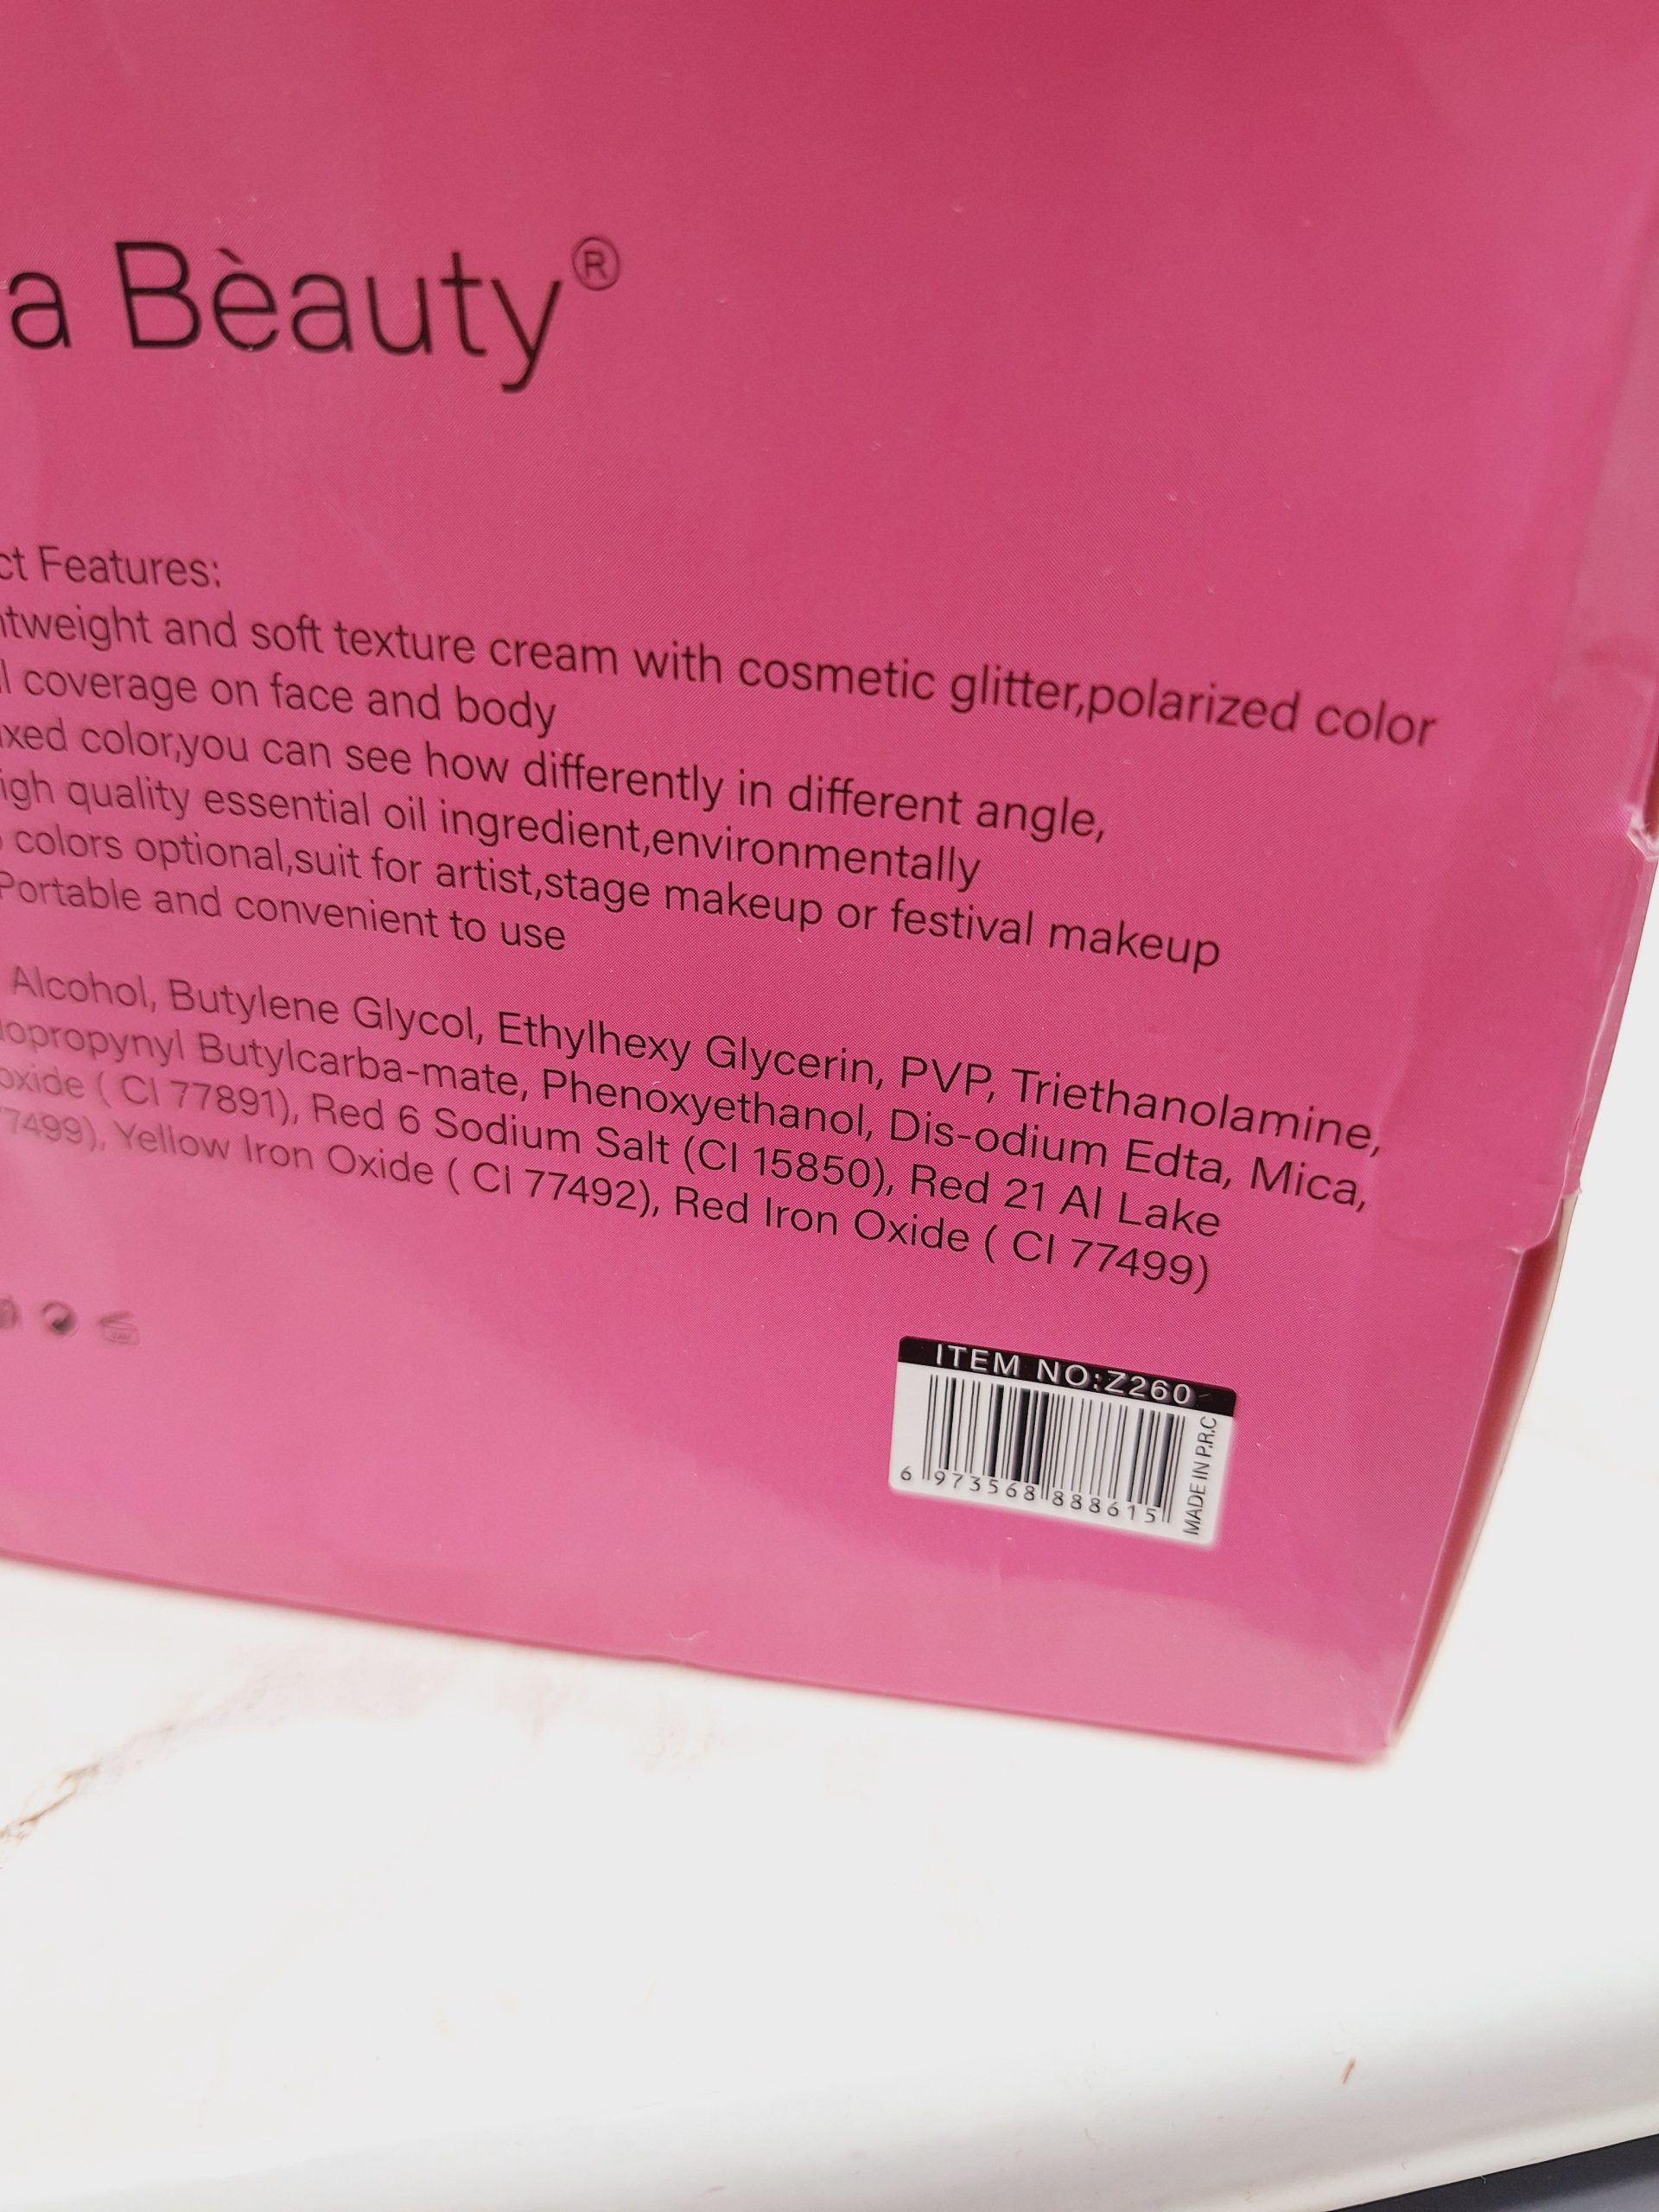 a Bèauty®
ct Features:
htweight and soft texture cream with cosmetic glitter,polarized color
l coverage on face and body
ixed color,you can see how differently in different angle,
igh quality essential oil ingredient,environmentally
colors optional,suit for artist,stage makeup or festival makeup
Portable and convenient to use
Alcohol, Butylene Glycol, Ethylhexy Glycerin, PVP, Triethanolamine,
lopropynyl Butylcarba-mate, Phenoxyethanol, Dis-odium Edta, Mica,
oxide ( CI 77891), Red 6 Sodium Salt (CI 15850), Red 21 Al Lake
77499), Yellow Iron Oxide ( CI 77492), Red Iron Oxide ( CI 77499)
ITEM NO:Z260
6 973568 888615
MADE IN P.R.C